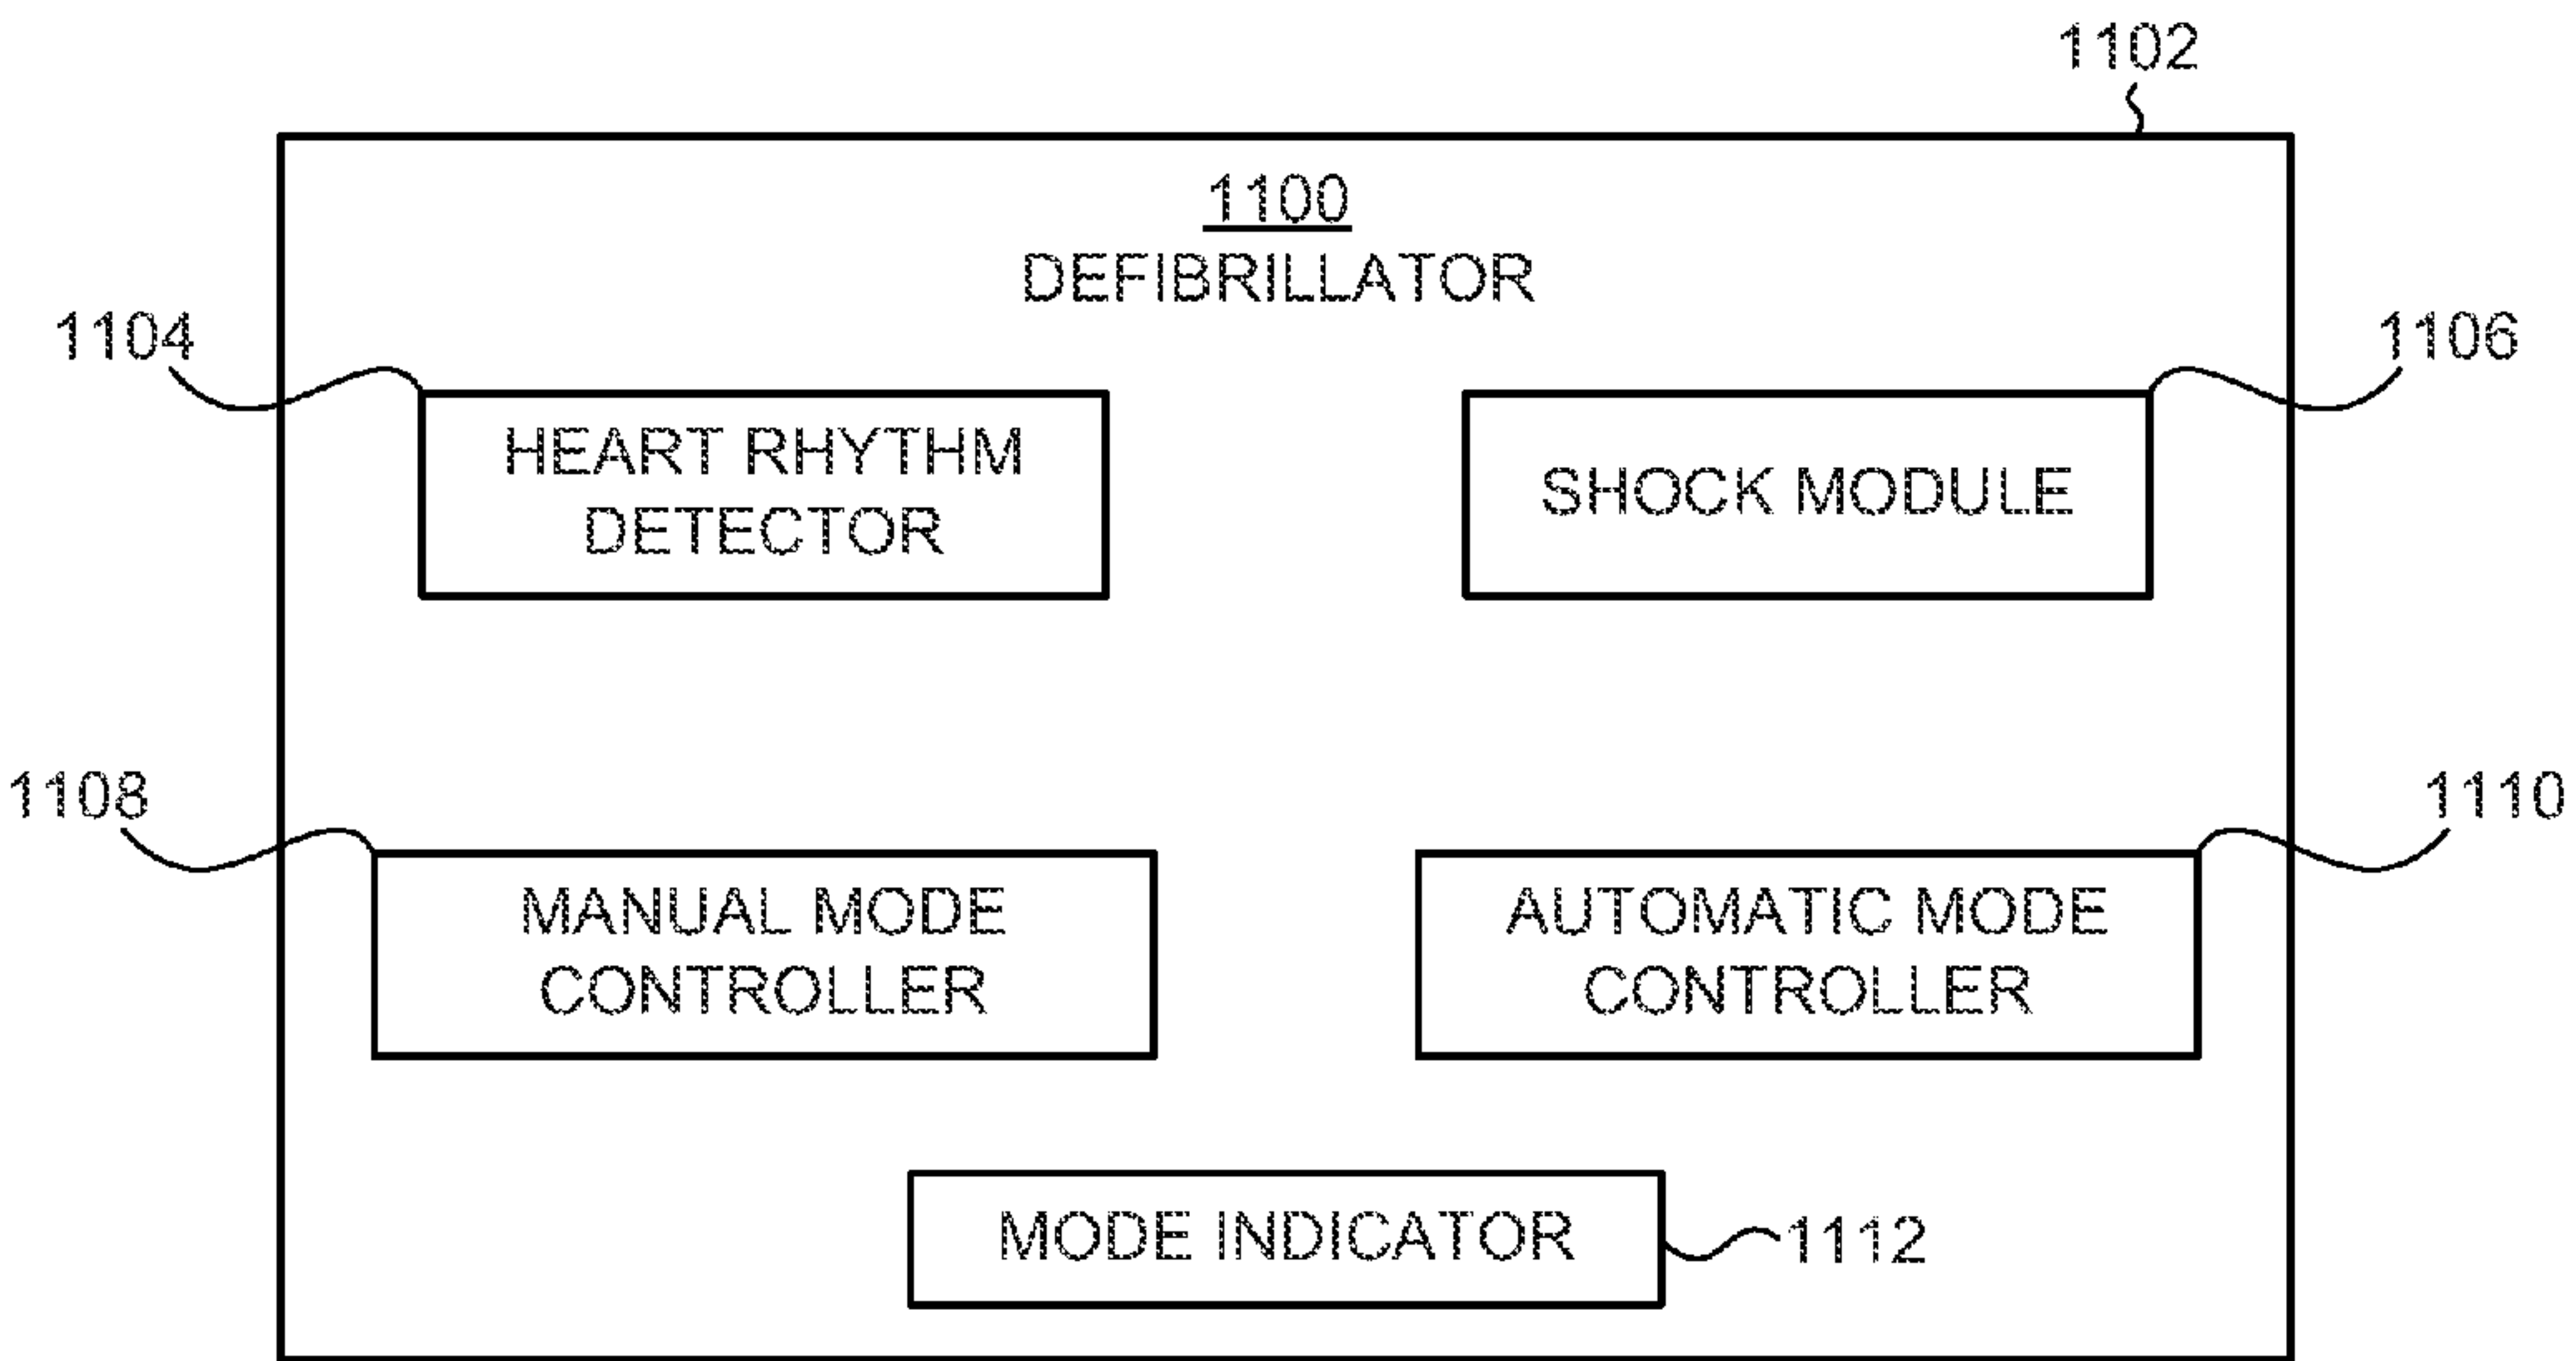 1102
1100
DEFIBRILLATOR
1104
1106
HEART RHYTHM
DETECTOR
SHOCK MODULE
1108
1110
MANUAL MODE
CONTROLLER
AUTOMATIC MODE
CONTROLLER
MODE INDICATOR
1112